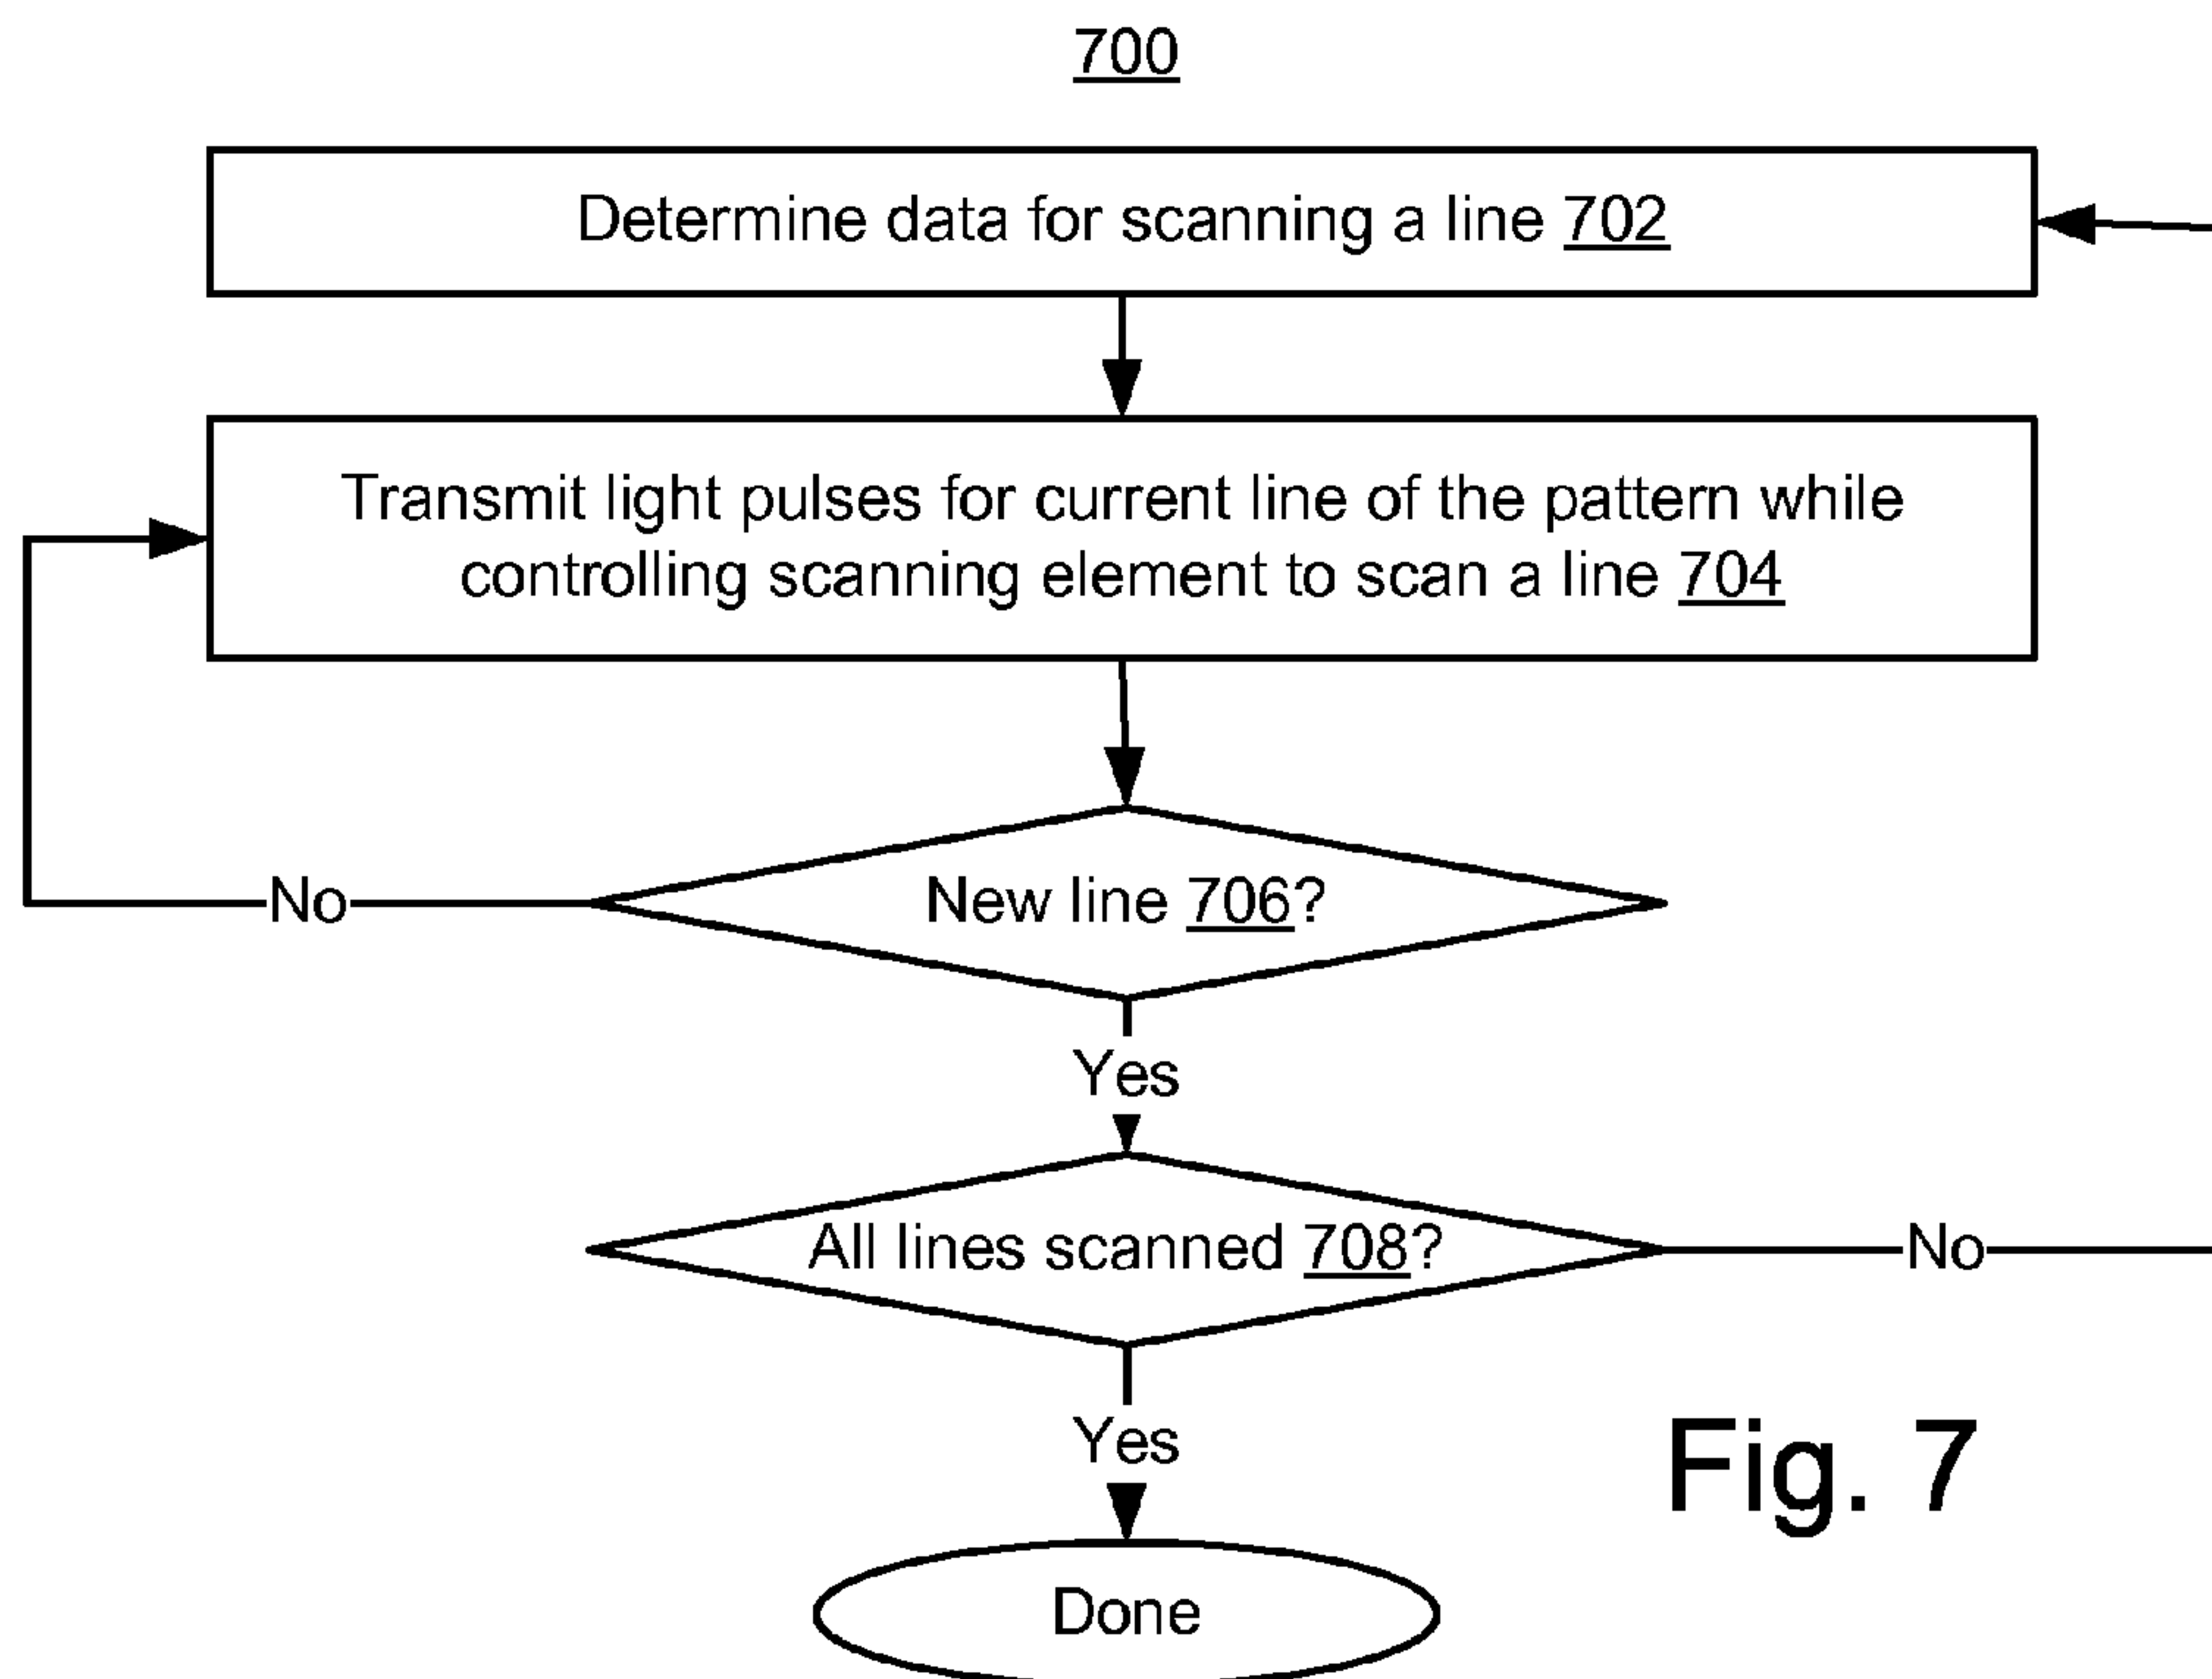 700
Determine data for scanning a line 702
Transmit light pulses for current line of the pattern while
controlling scanning element to scan a line 704
New line 706?
No
Yes
All lines scanned 708?
No
Yes
Fig. 7
Done